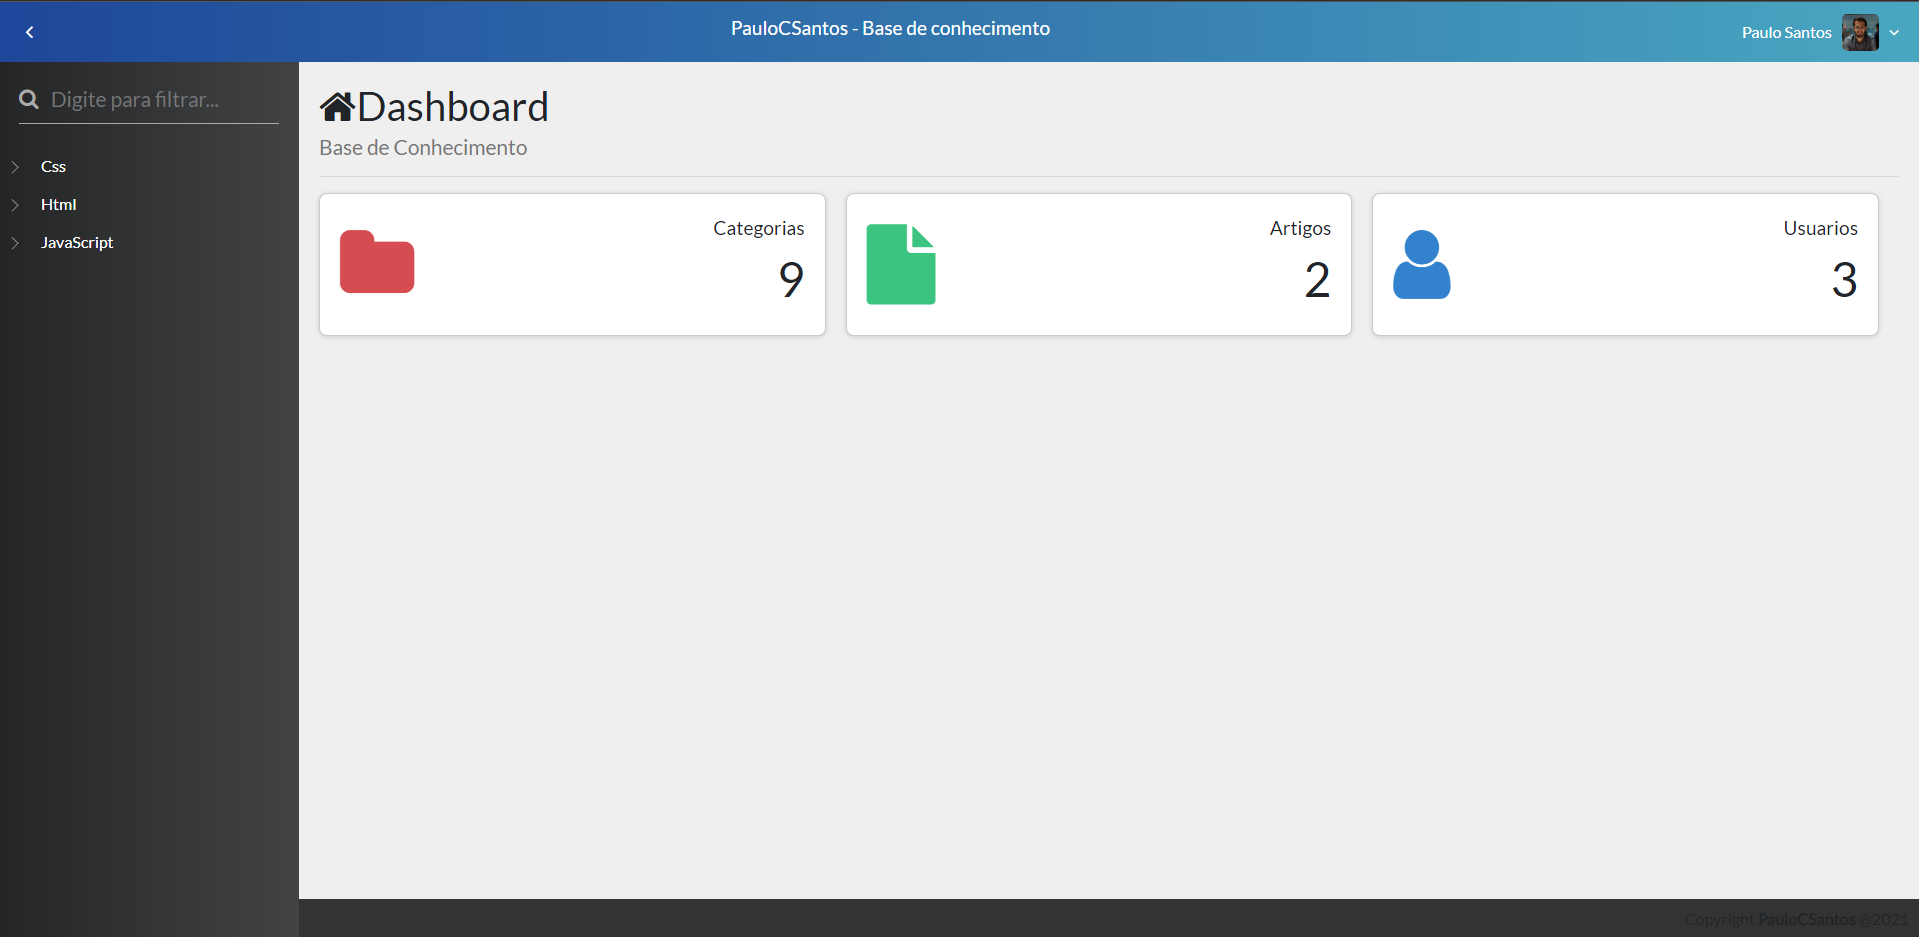 PauloCSantos - Base de conhecimento
Paulo Santos
Digite para filtrar...
Css
Html
JavaScript
Dashboard
Base de Conhecimento
Categorias
9
Artigos
2
Usuarios
3
Copyright PauloCSantos @2021